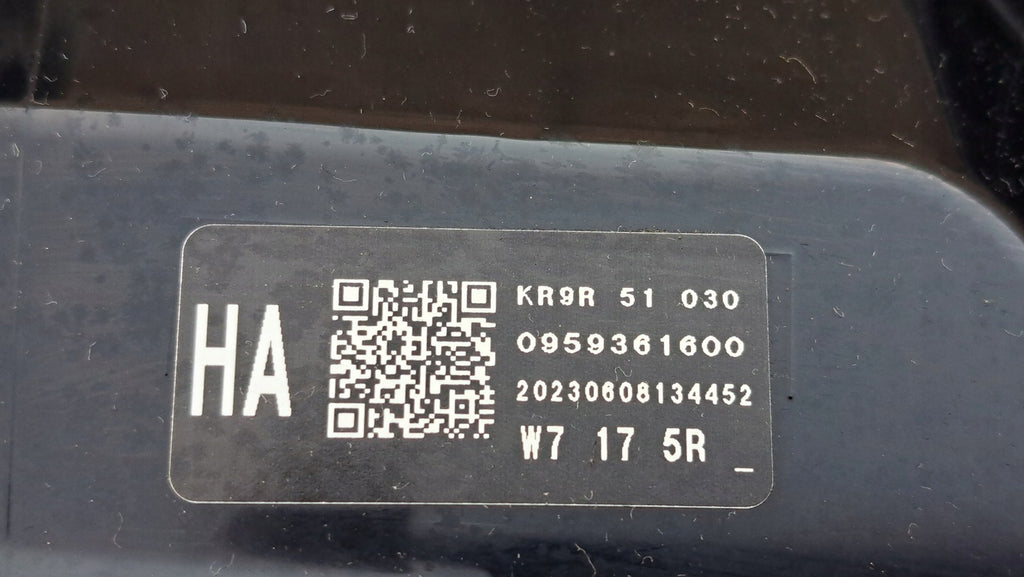 HA
KR9R 51 030
0959361600
20230608134452
W7 17 5R _